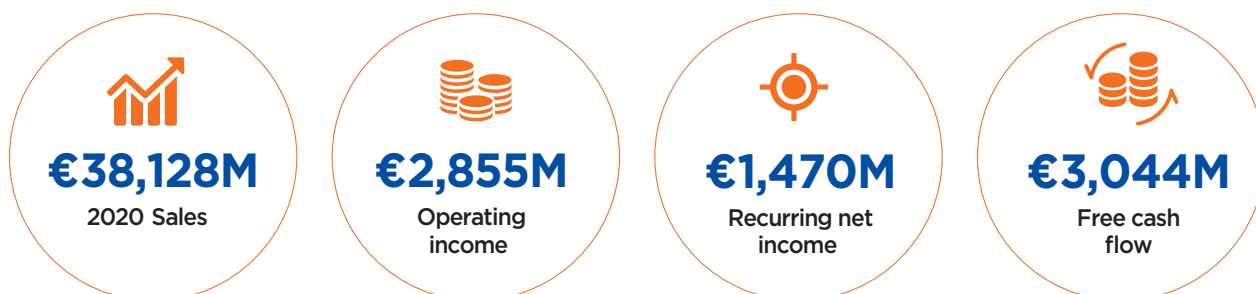 €38,128M
2020 Sales
€2,855M
Operating
income
€1,470M
Recurring net
income
€3,044M
Free cash
flow